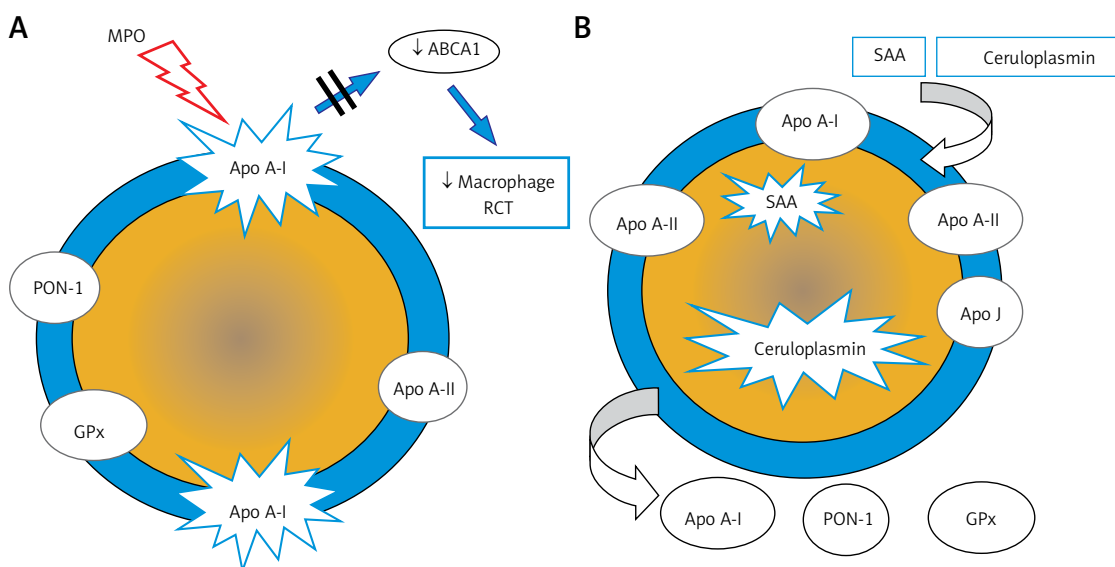 A
MPO
↓ ABCA1
Apo A-I
↓ Macrophage
RCT
PON-1
Apo A-II
GPx
Apo A-I
B
SAA
Ceruloplasmin
Apo A-I
SAA
Apo A-II
Apo A-II
Apo J
Ceruloplasmin
Apo A-I
PON-1
GPx